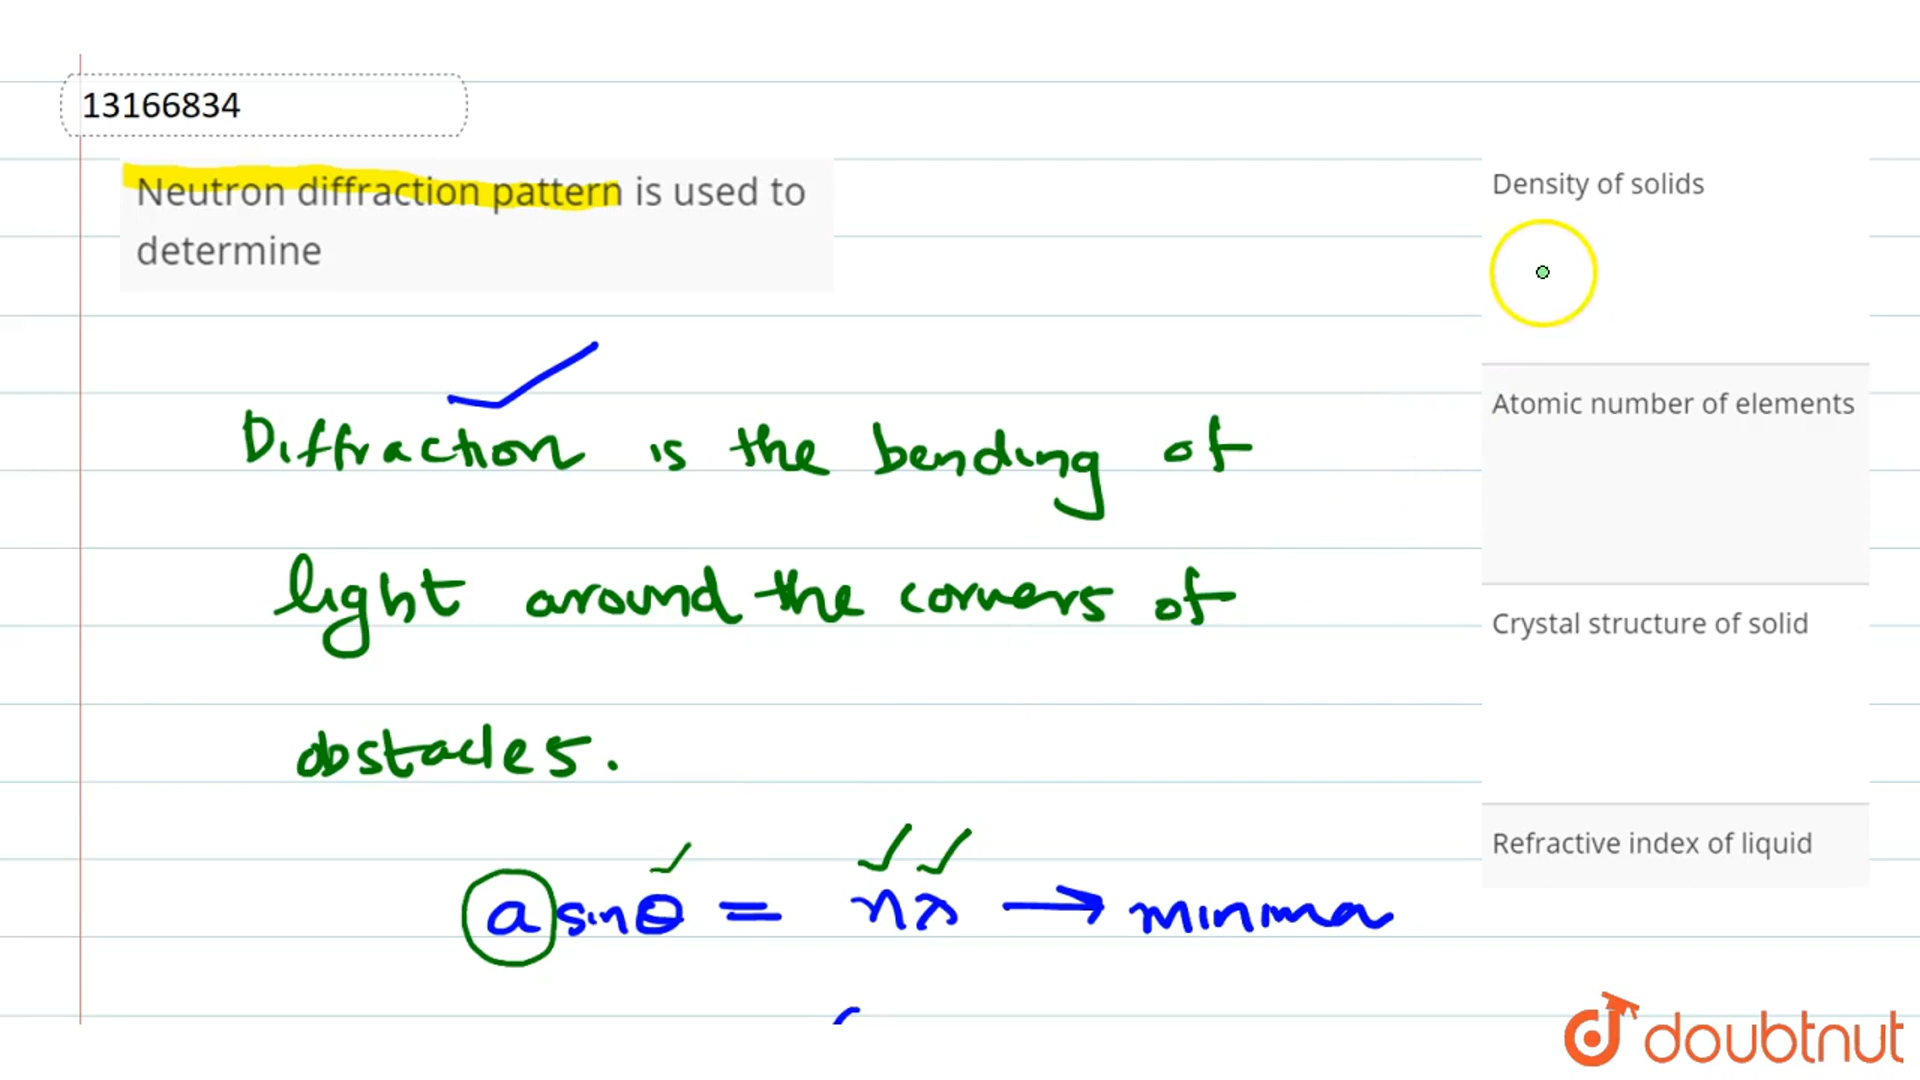 13166834
Neutron diffraction pattern is used to
determine
Diffraction is the bending of
light around the corners of
obstacles.
a sinθ = nλ → minima
Density of solids
Atomic number of elements
Crystal structure of solid
Refractive index of liquid
doubtnut